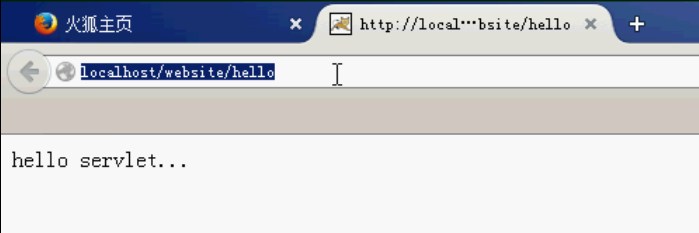 火狐主页
http://local···bsite/hello
localhost/website/hello
hello servlet...